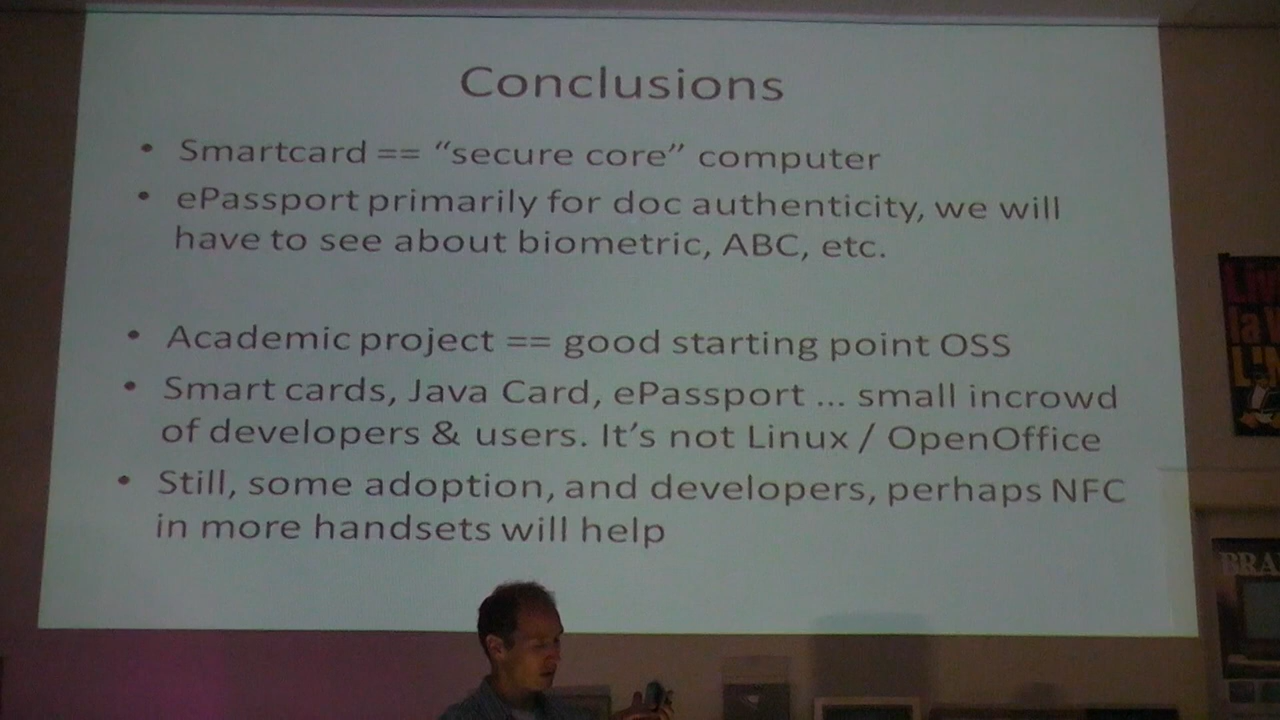 Conclusions
• Smartcard == “secure core” computer
• ePassport primarily for doc authenticity, we will
have to see about biometric, ABC, etc.
• Academic project == good starting point OSS
• Smart cards, Java Card, ePassport ... small incrowd
of developers & users. It’s not Linux / OpenOffice
• Still, some adoption, and developers, perhaps NFC
in more handsets will help
BRA